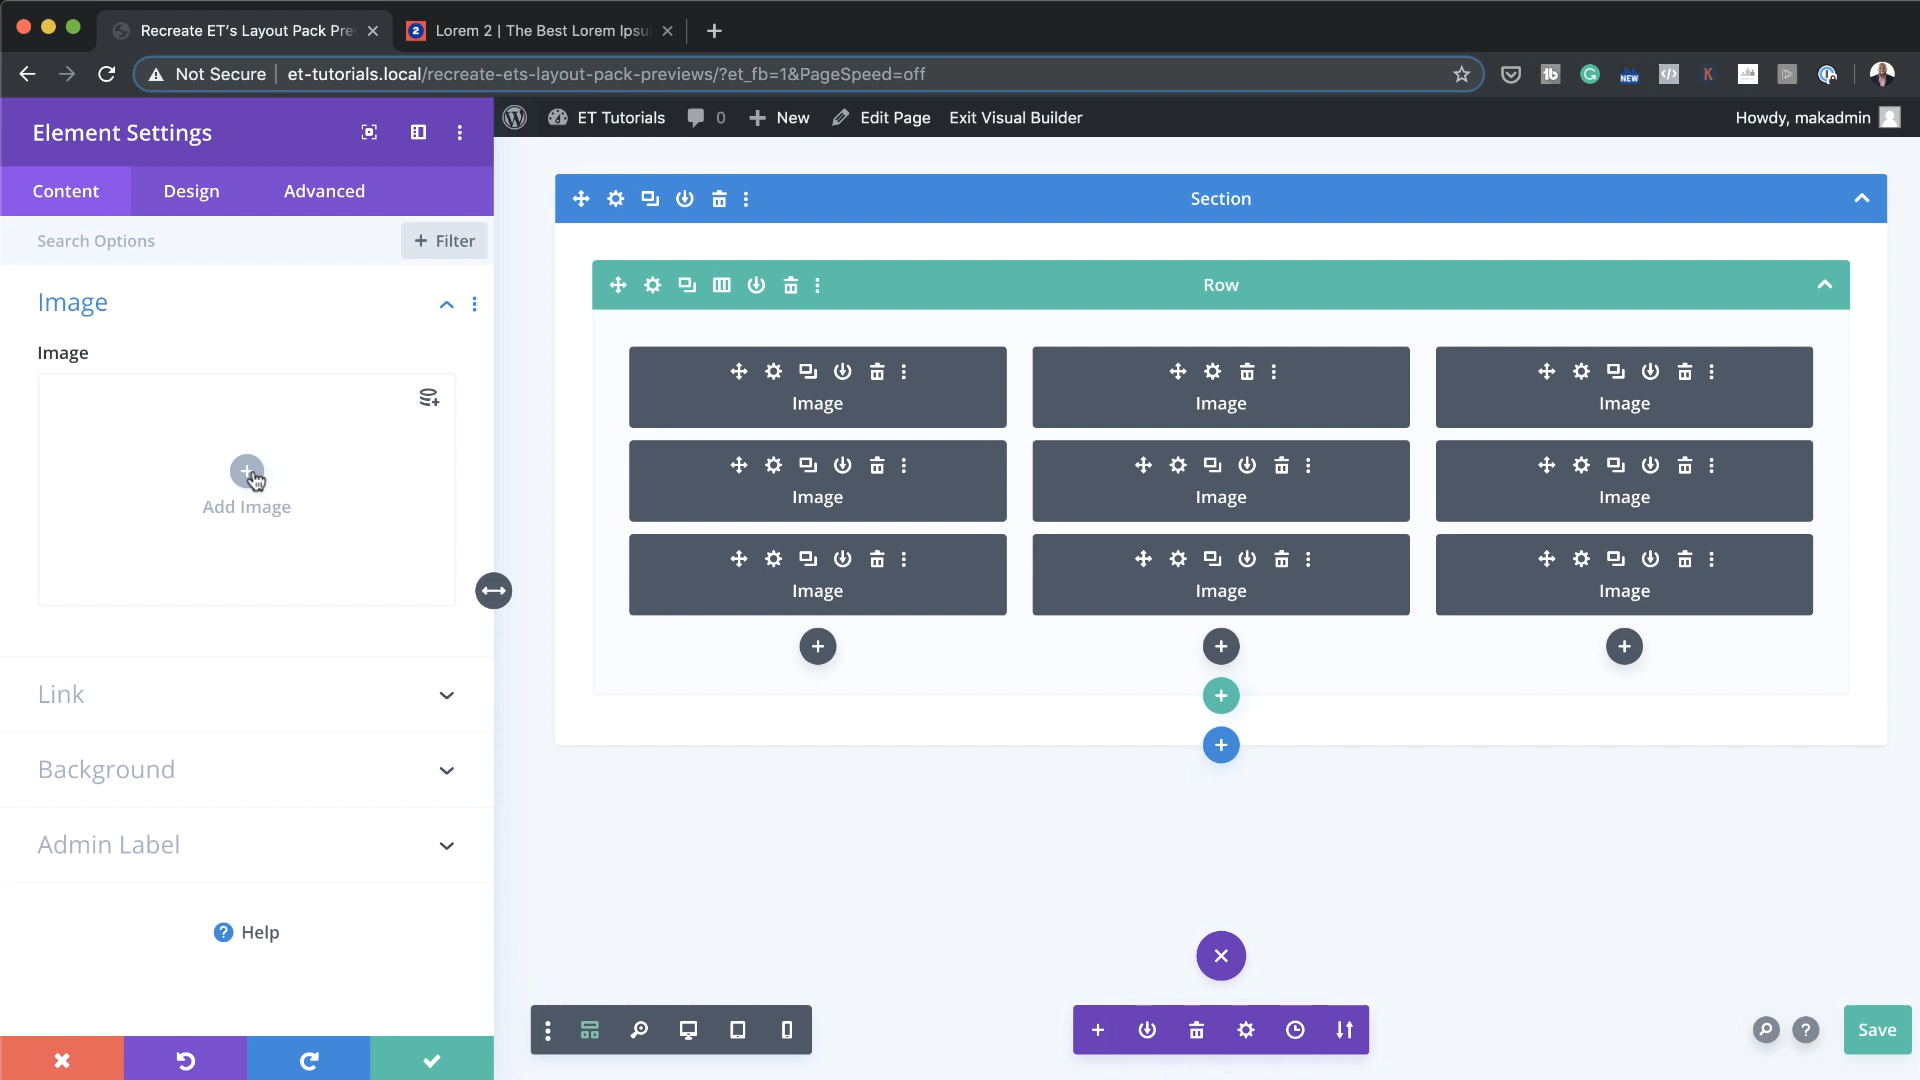 Recreate ET's Layout Pack Pre
Lorem 2 | The Best Lorem Ipsu
Not Secure
et-tutorials.local/recreate-ets-layout-pack-previews/?et_fb=1&PageSpeed=off
Element Settings
ET Tutorials
0
New
Edit Page
Exit Visual Builder
Howdy, makadmin
Content
Design
Advanced
Search Options
Filter
Section
Row
Image
Image
Add Image
Image
Image
Image
Image
Image
Image
Image
Image
Image
Link
Background
Admin Label
Help
Save